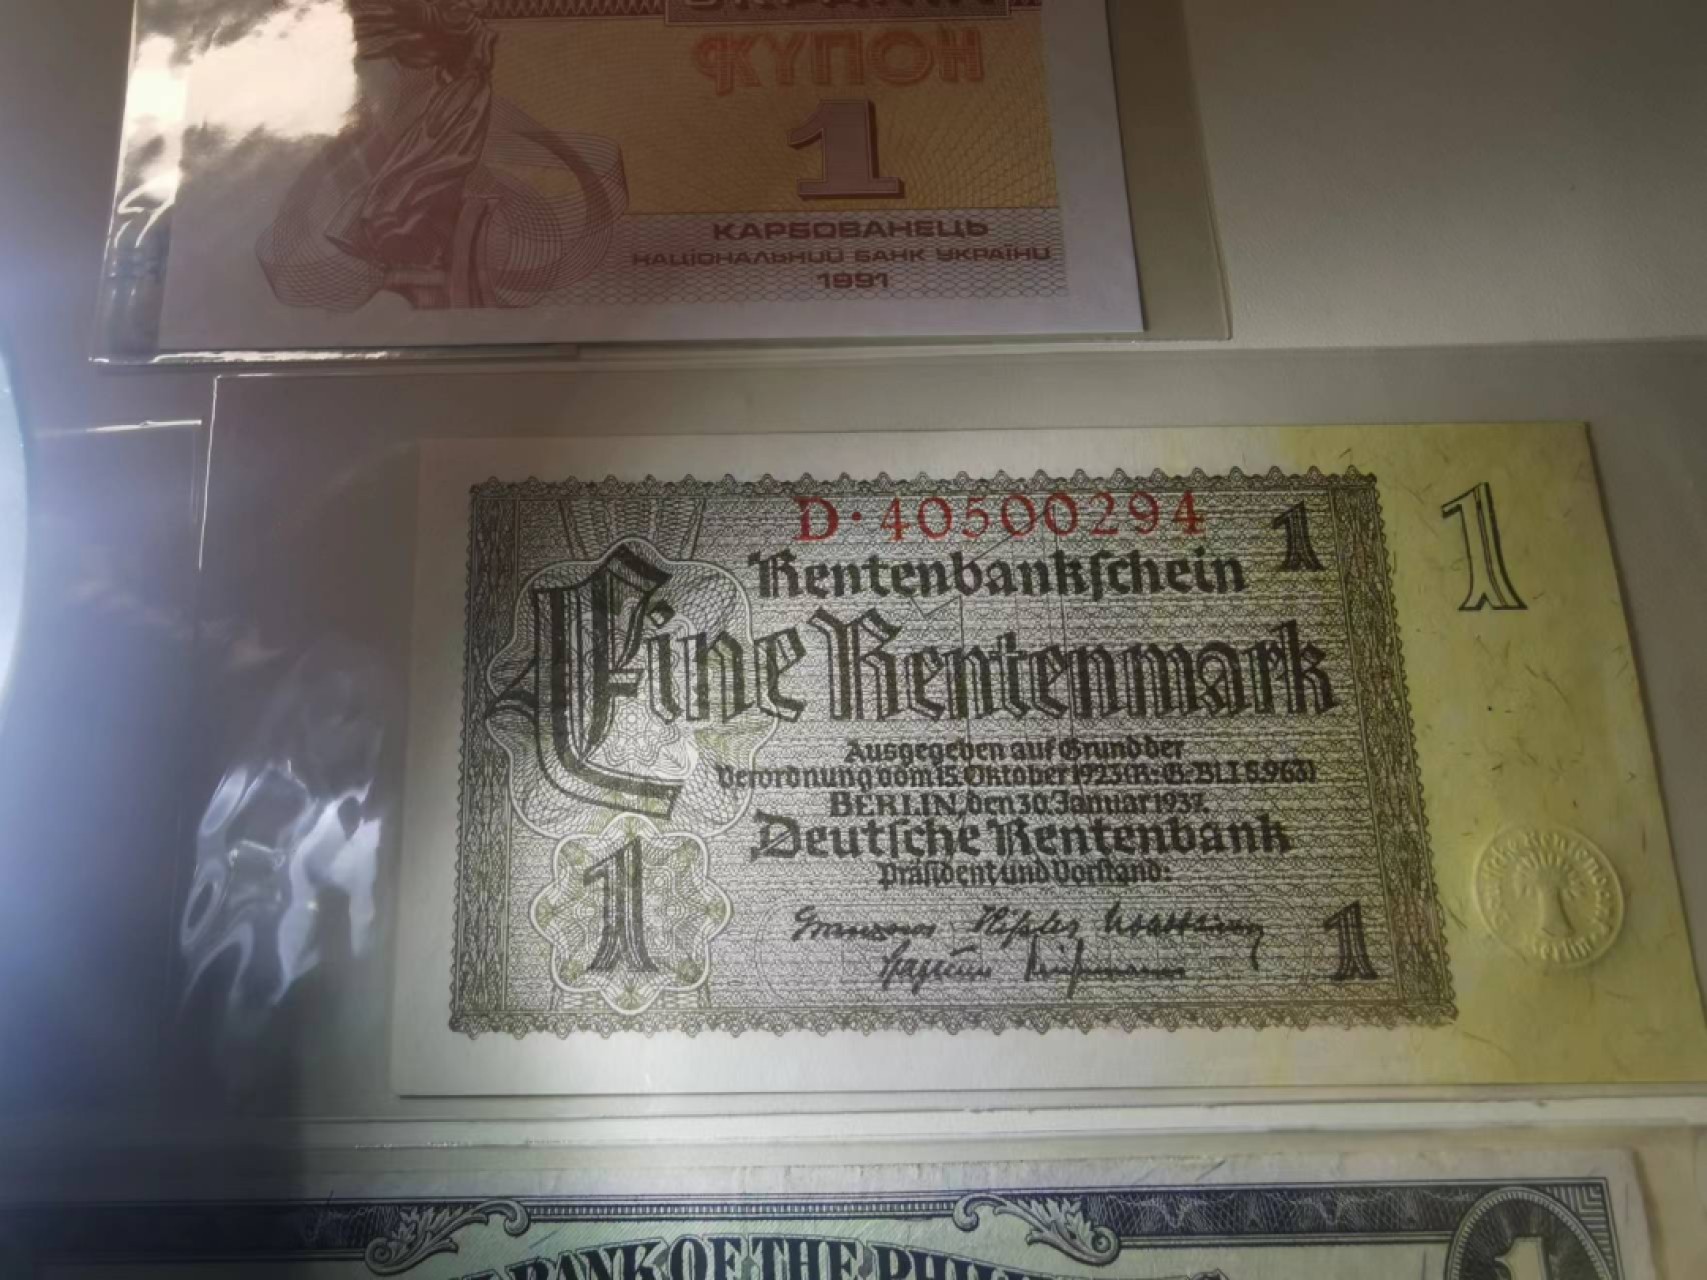 КУПОН
1
КАРБОВАНЕЦЬ
НАЦІОНАЛЬНИЙ БАНК УКРАЇНИ
1991
D·40500294
1
1
Rentenbankſchein
Eine Rentenmark
Ausgegeben auf Grund der
Verordnung vom 15. Oktober 1923 (R.-G.-Bl. I S. 963)
BERLIN, den 30. Januar 1937.
Deutſche Rentenbank
Präſident und Vorſtand:
1
1
BANK OF THE
1